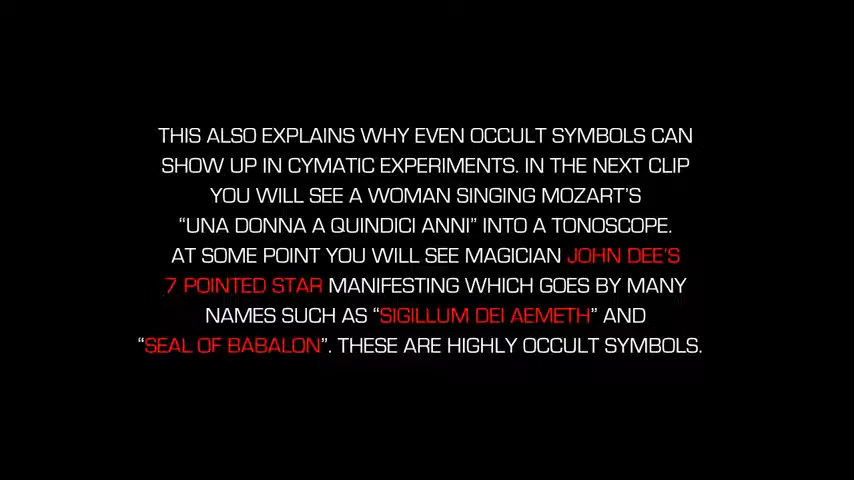 THIS ALSO EXPLAINS WHY EVEN OCCULT SYMBOLS CAN
SHOW UP IN CYMATIC EXPERIMENTS. IN THE NEXT CLIP
YOU WILL SEE A WOMAN SINGING MOZART'S
“UNA DONNA A QUINDICI ANNI” INTO A TONOSCOPE.
AT SOME POINT YOU WILL SEE MAGICIAN JOHN DEE'S
7 POINTED STAR MANIFESTING WHICH GOES BY MANY
NAMES SUCH AS “SIGILLUM DEI AEMETH” AND
“SEAL OF BABALON”. THESE ARE HIGHLY OCCULT SYMBOLS.